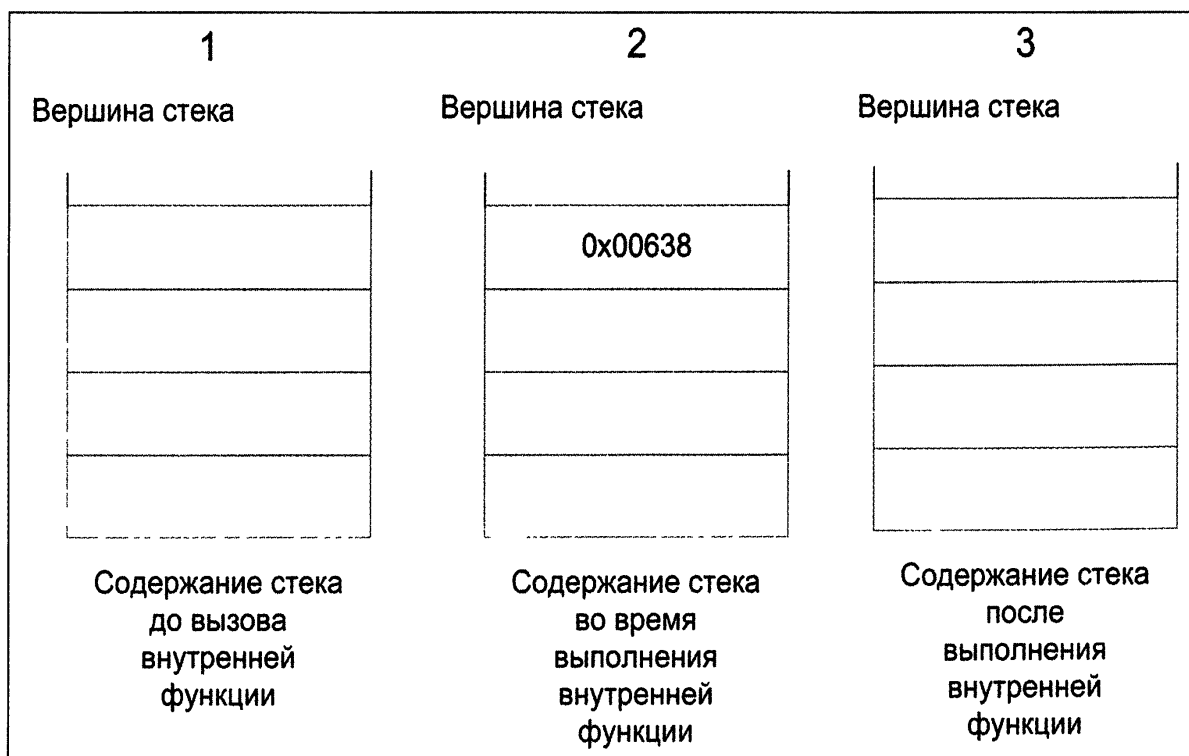 1
Вершина стека
Содержание стека
до вызова
внутренней
функции
2
Вершина стека
0x00638
Содержание стека
во время
выполнения
внутренней
функции
3
Вершина стека
Содержание стека
после
выполнения
внутренней
функции